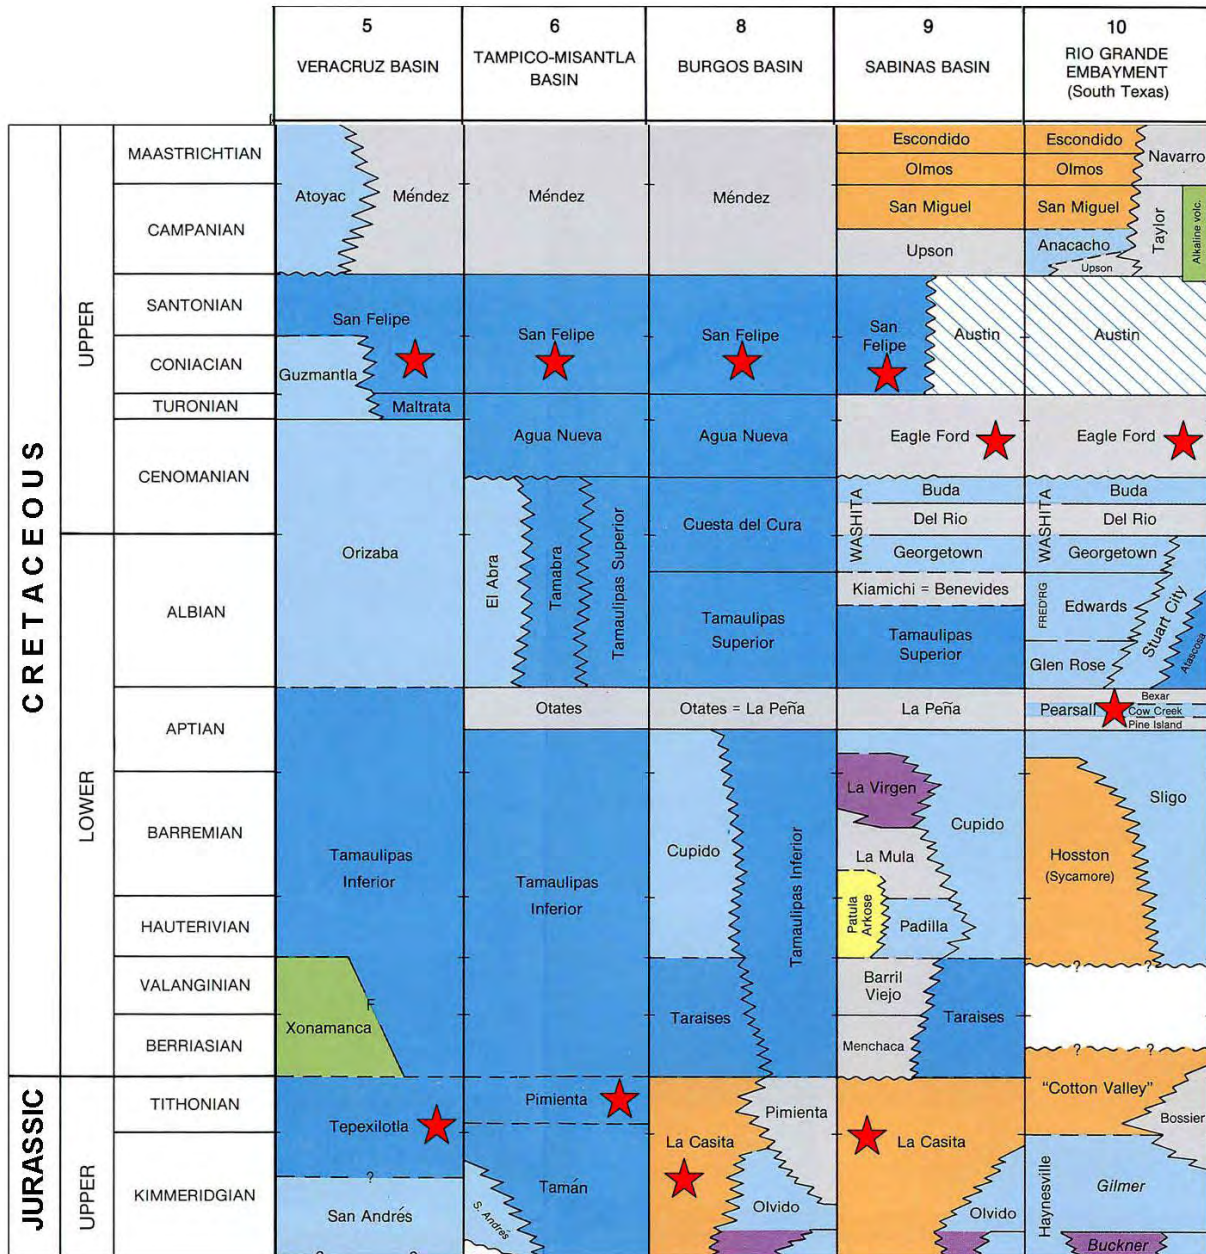 5
VERACRUZ BASIN
6
TAMPICO-MISANTLA
BASIN
8
BURGOS BASIN
9
SABINAS BASIN
10
RIO GRANDE
EMBAYMENT
(South Texas)
CRETACEOUS
UPPER
LOWER
JURASSIC
UPPER
MAASTRICHTIAN
CAMPANIAN
SANTONIAN
CONIACIAN
TURONIAN
CENOMANIAN
ALBIAN
APTIAN
BARREMIAN
HAUTERIVIAN
VALANGINIAN
BERRIASIAN
TITHONIAN
KIMMERIDGIAN
Atoyac
Méndez
San Felipe
Guzmantla
Maltrata
Orizaba
Tamaulipas
Inferior
F
Xonamanca
Tepexilotla
?
San Andrés
Méndez
San Felipe
Agua Nueva
El Abra
Tamabra
Tamaulipas Superior
Otates
Tamaulipas
Inferior
Pimienta
Tamán
S. Andrés
Méndez
San Felipe
Agua Nueva
Cuesta del Cura
Tamaulipas
Superior
Otates = La Peña
Cupido
Tamaulipas Inferior
Taraises
La Casita
Pimienta
Olvido
Escondido
Olmos
San Miguel
Upson
San
Felipe
Austin
Eagle Ford
WASHITA
Buda
Del Rio
Georgetown
Kiamichi = Benevides
Tamaulipas
Superior
La Peña
La Virgen
Cupido
La Mula
Patula
Arkose
Padilla
Barril
Viejo
Taraises
Menchaca
La Casita
Olvido
Escondido
Navarro
Olmos
San Miguel
Taylor
Alkaline volc.
Anacacho
Upson
Austin
Eagle Ford
WASHITA
Buda
Del Rio
Georgetown
FRED'RG
Edwards
Stuart City
Atascosa
Glen Rose
Bexar
Pearsall
Cow Creek
Pine Island
Sligo
Hosston
(Sycamore)
? ?
? ?
"Cotton Valley"
Bossier
Haynesville
Gilmer
Buckner